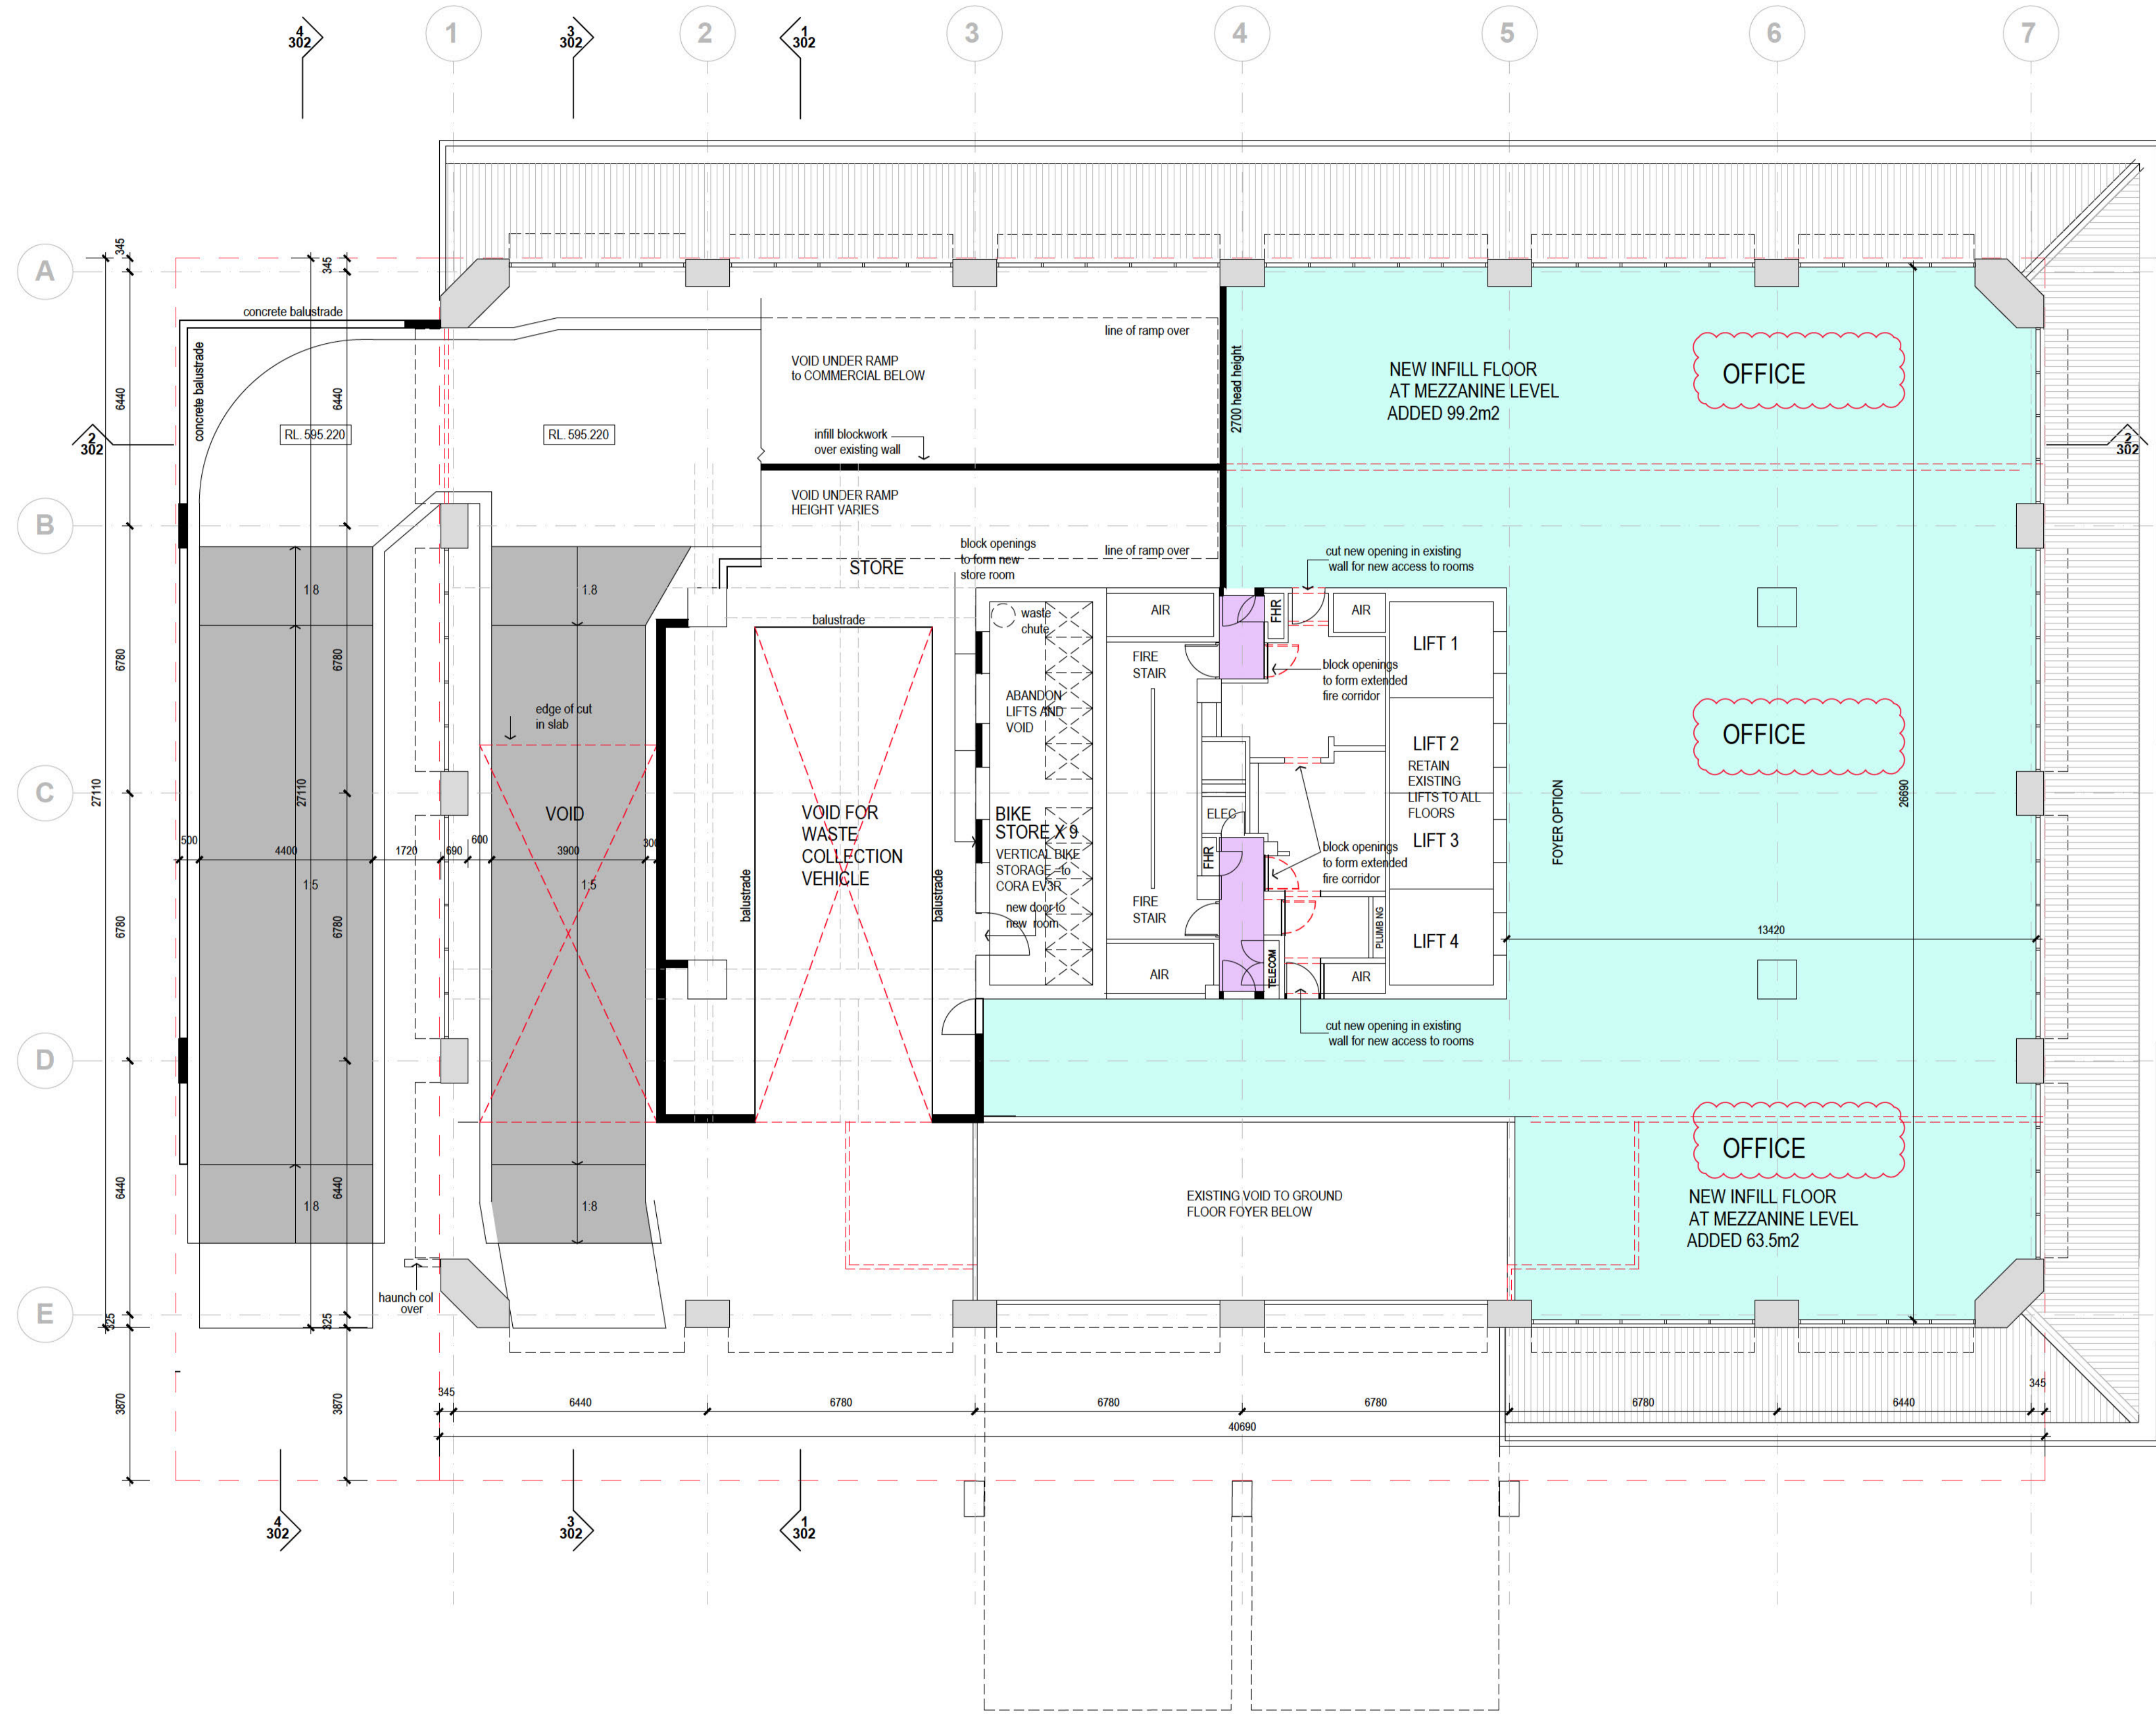 4
302
1
3
302
2
1
302
3
4
5
6
7
A
345
345
concrete balustrade
concrete balustrade
line of ramp over
VOID UNDER RAMP
to COMMERCIAL BELOW
2700 head height
NEW INFILL FLOOR
AT MEZZANINE LEVEL
ADDED 99.2m2
OFFICE
6440
6440
RL. 595.220
RL. 595.220
infill blockwork
over existing wall
2
302
2
302
VOID UNDER RAMP
HEIGHT VARIES
B
block openings
to form new
store room
line of ramp over
cut new opening in existing
wall for new access to rooms
STORE
1:8
1:8
balustrade
waste
chute
AIR
FHR
AIR
LIFT 1
6780
6780
FIRE
STAIR
block openings
to form extended
fire corridor
edge of cut
in slab
ABANDON
LIFTS AND
VOID
LIFT 2
RETAIN
EXISTING
LIFTS TO ALL
FLOORS
OFFICE
C
27110
27110
26690
FOYER OPTION
VOID
VOID FOR
WASTE
COLLECTION
VEHICLE
BIKE
STORE X 9
VERTICAL BIKE
STORAGE -to
CORA EV3R
new door to
new room
ELEC
FHR
LIFT 3
block openings
to form extended
fire corridor
500
4400
1720
690
600
3900
300
1:5
1:5
balustrade
balustrade
6780
6780
FIRE
STAIR
PLUMBING
LIFT 4
13420
AIR
TELECOM
AIR
cut new opening in existing
wall for new access to rooms
D
OFFICE
6440
6440
1:8
1:8
EXISTING VOID TO GROUND
FLOOR FOYER BELOW
NEW INFILL FLOOR
AT MEZZANINE LEVEL
ADDED 63.5m2
haunch col
over
E
325
325
3870
3870
345
6440
6780
6780
6780
6780
6440
345
40690
4
302
3
302
1
302